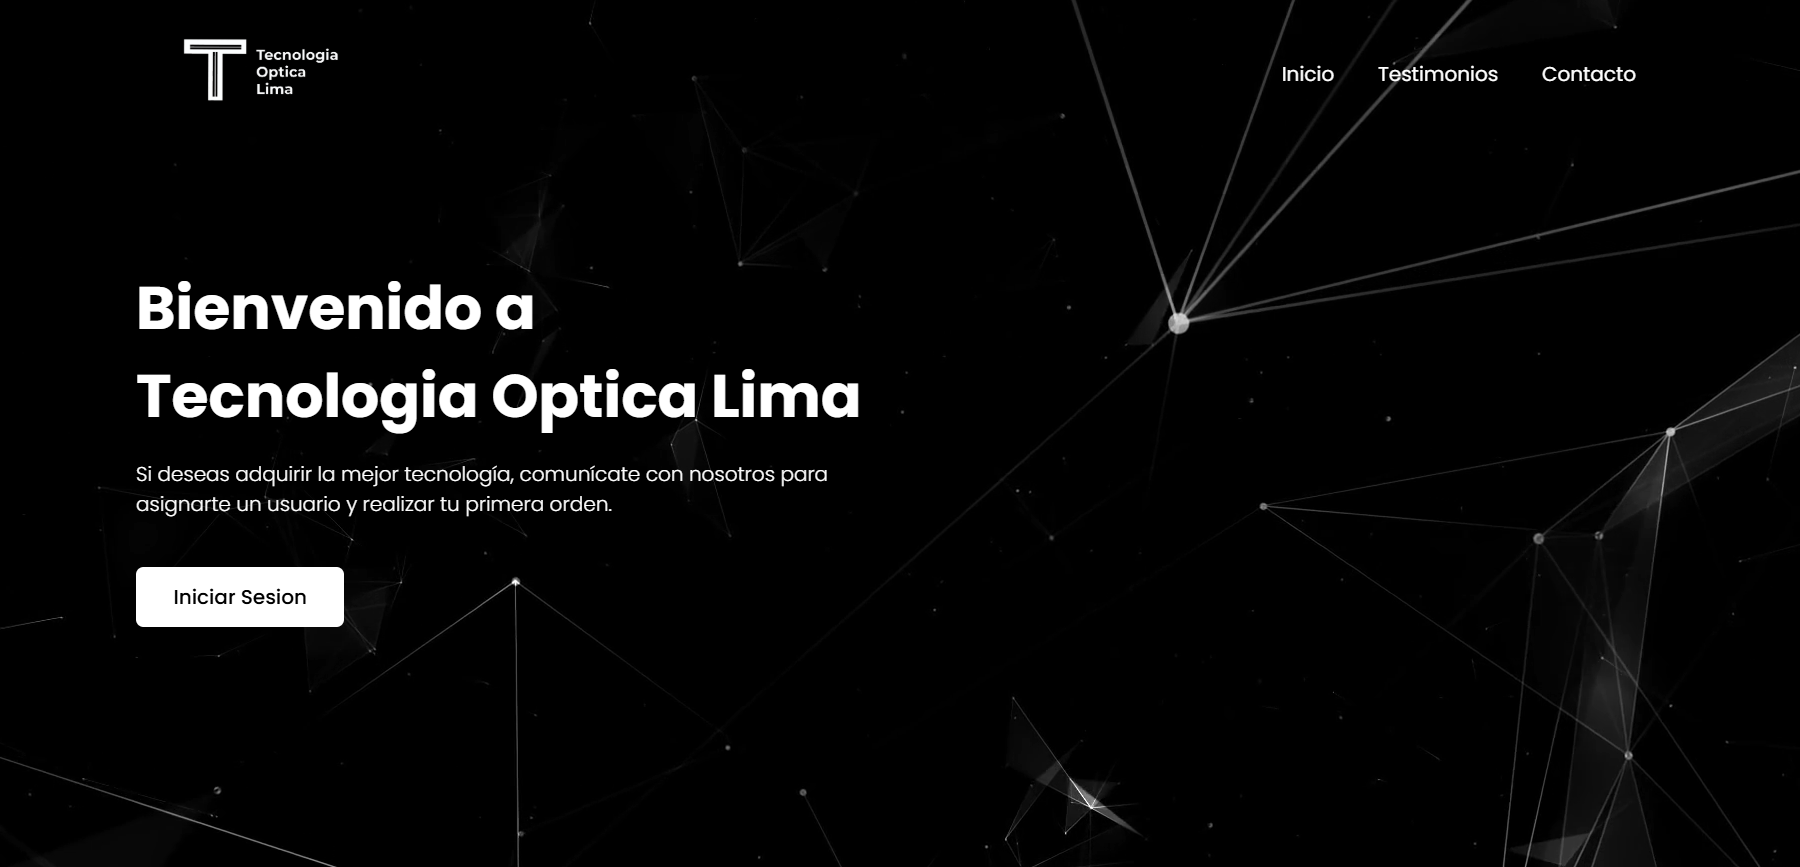 Tecnologia
Optica
Lima
Inicio
Testimonios
Contacto
Bienvenido a
Tecnologia Optica Lima
Si deseas adquirir la mejor tecnología, comunícate con nosotros para
asignarte un usuario y realizar tu primera orden.
Iniciar Sesion